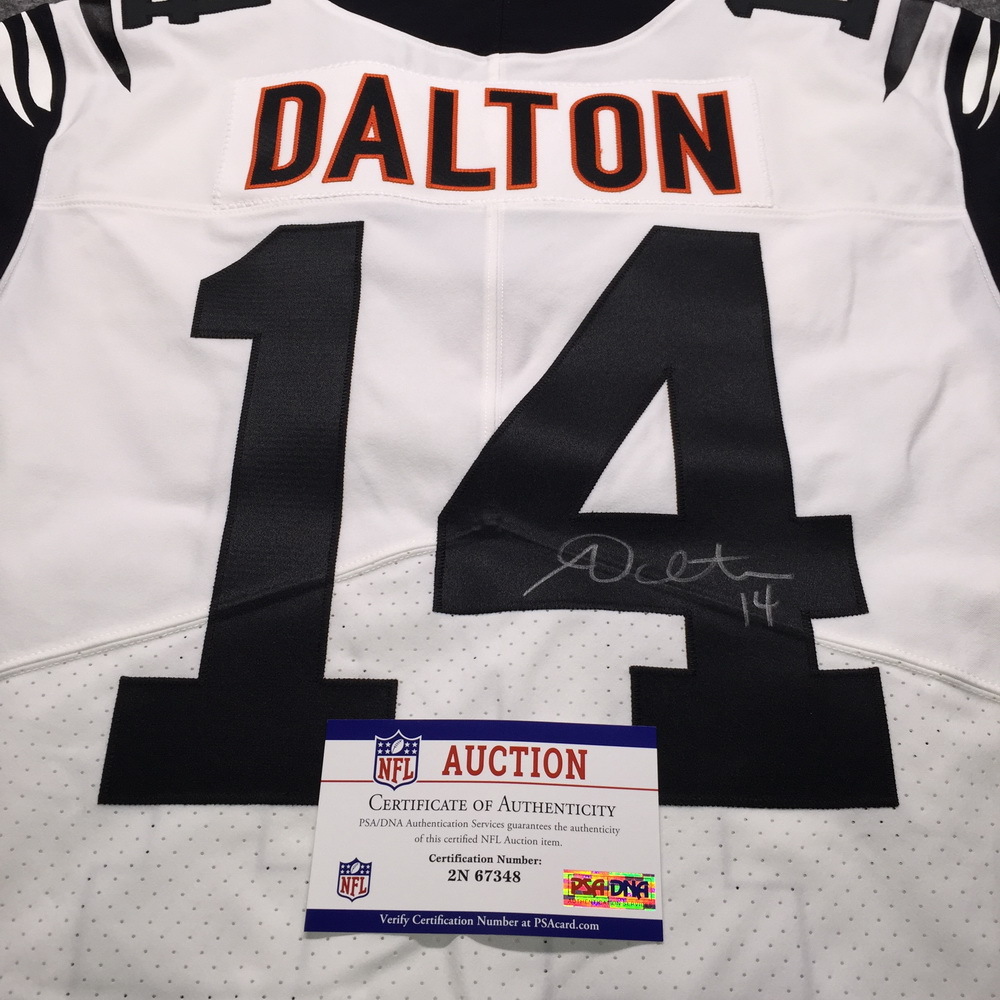 DALTON
14
A Dalton
14
NFL AUCTION
CERTIFICATE OF AUTHENTICITY
PSA/DNA Authentication Services guarantees the authenticity
of this certified NFL Auction item.
Certification Number:
2N 67348
NFL
PSA/DNA
Verify Certification Number at PSAcard.com